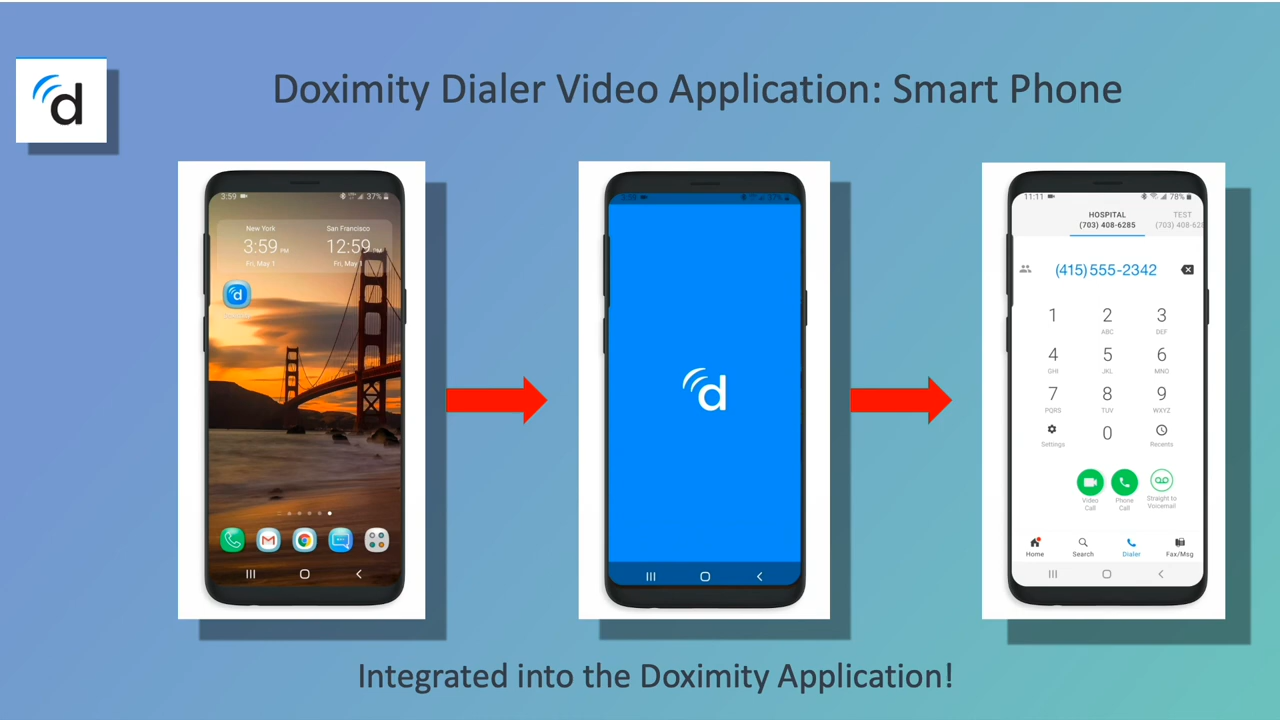 Doximity Dialer Video Application: Smart Phone
d
3:59 37%
New York San Francisco
3:59 PM 12:59 PM
Fri, May 1 Fri, May 1
d
d
11:11 78%
HOSPITAL TEST
(703) 408-6285 (703) 408-628
(415) 555-2342
1 2 3
ABC DEF
4 5 6
GHI JKL MNO
7 8 9
PQRS TUV WXYZ
0
Settings Recents
Video Call
Phone Call
Straight to Voicemail
Home Search Dialer Fax/Msg
Integrated into the Doximity Application!